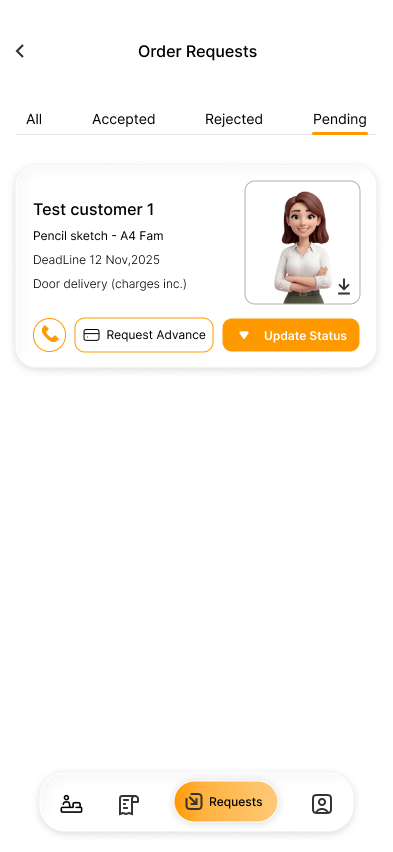 Order Requests
All Accepted Rejected Pending
Test customer 1
Pencil sketch - A4 Fam
DeadLine 12 Nov,2025
Door delivery (charges inc.)
Request Advance Update Status
Requests